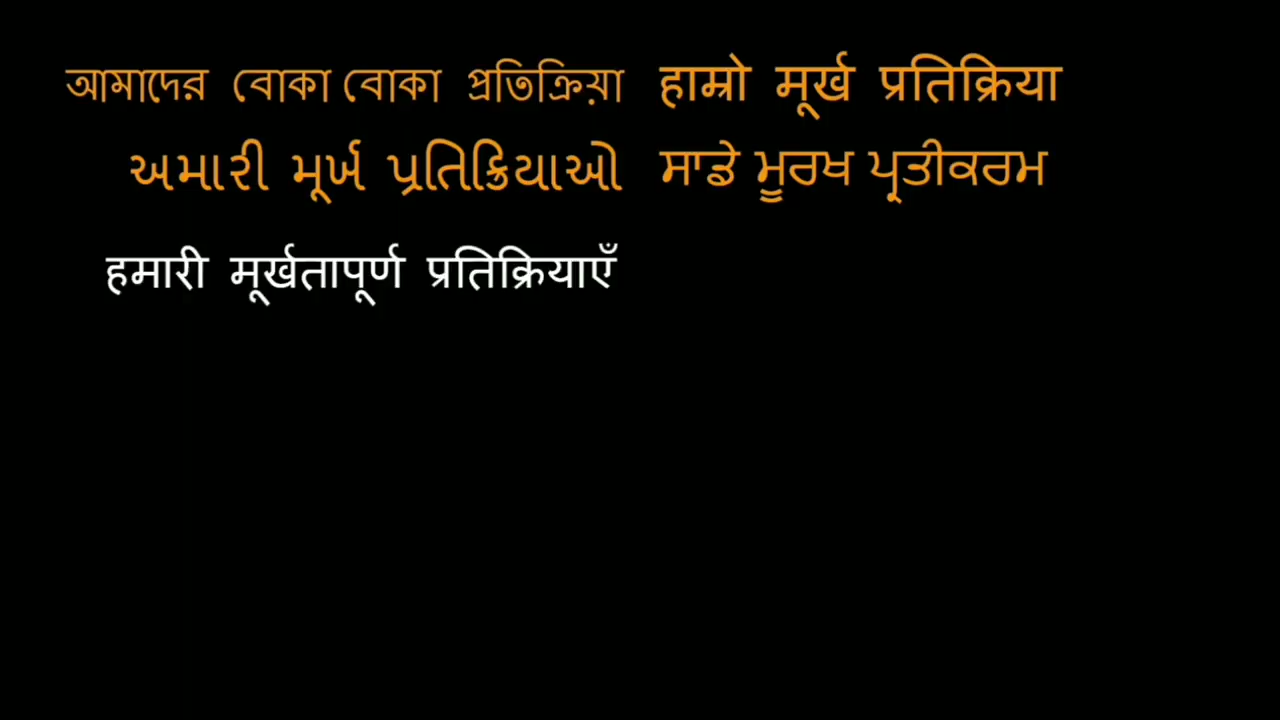 আমাদের বোকা বোকা প্রতিক্রিয়া हाम्रो मूर्ख प्रतिक्रिया
અમારી મૂર્ખ પ્રતિક્રિયાઓ ਸਾਡੇ ਮੂਰਖ ਪ੍ਰਤੀਕਰਮ
हमारी मूर्खतापूर्ण प्रतिक्रियाएँ